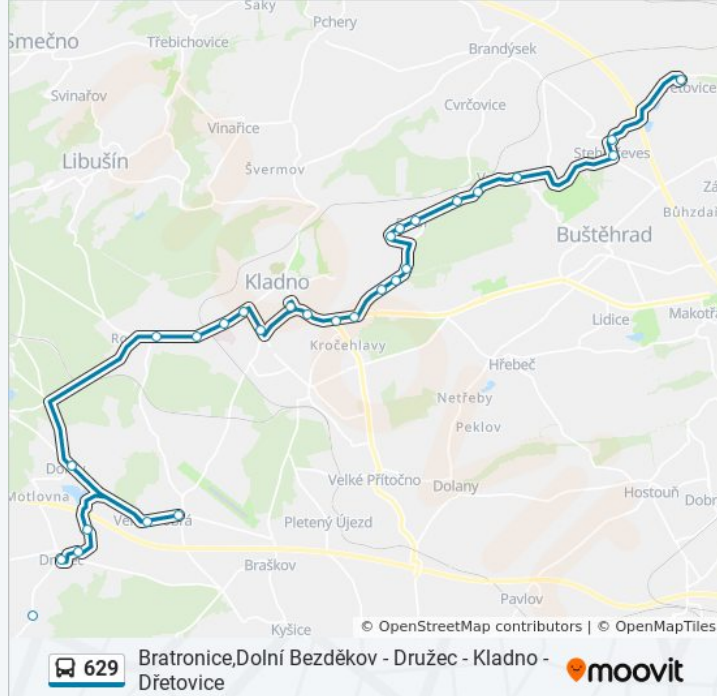 Saky
Pchery
Smečno
Třebichovice
Brandýsek
Svinařov
Cvrčovice
Vinařice
Libušín
Švermov
Buštěhrad
Kladno
Lidice
Makotřa
Kročehlavy
Hřebeč
Netřeby
Peklov
Velké Přítočno
Dolany
Motlovna
Hostouň
Pletený Újezd
Braškov
Pavlov
Kyšice
© OpenStreetMap contributors | © OpenMapTiles
629
Bratronice,Dolní Bezděkov - Družec - Kladno -
Dřetovice
moovit